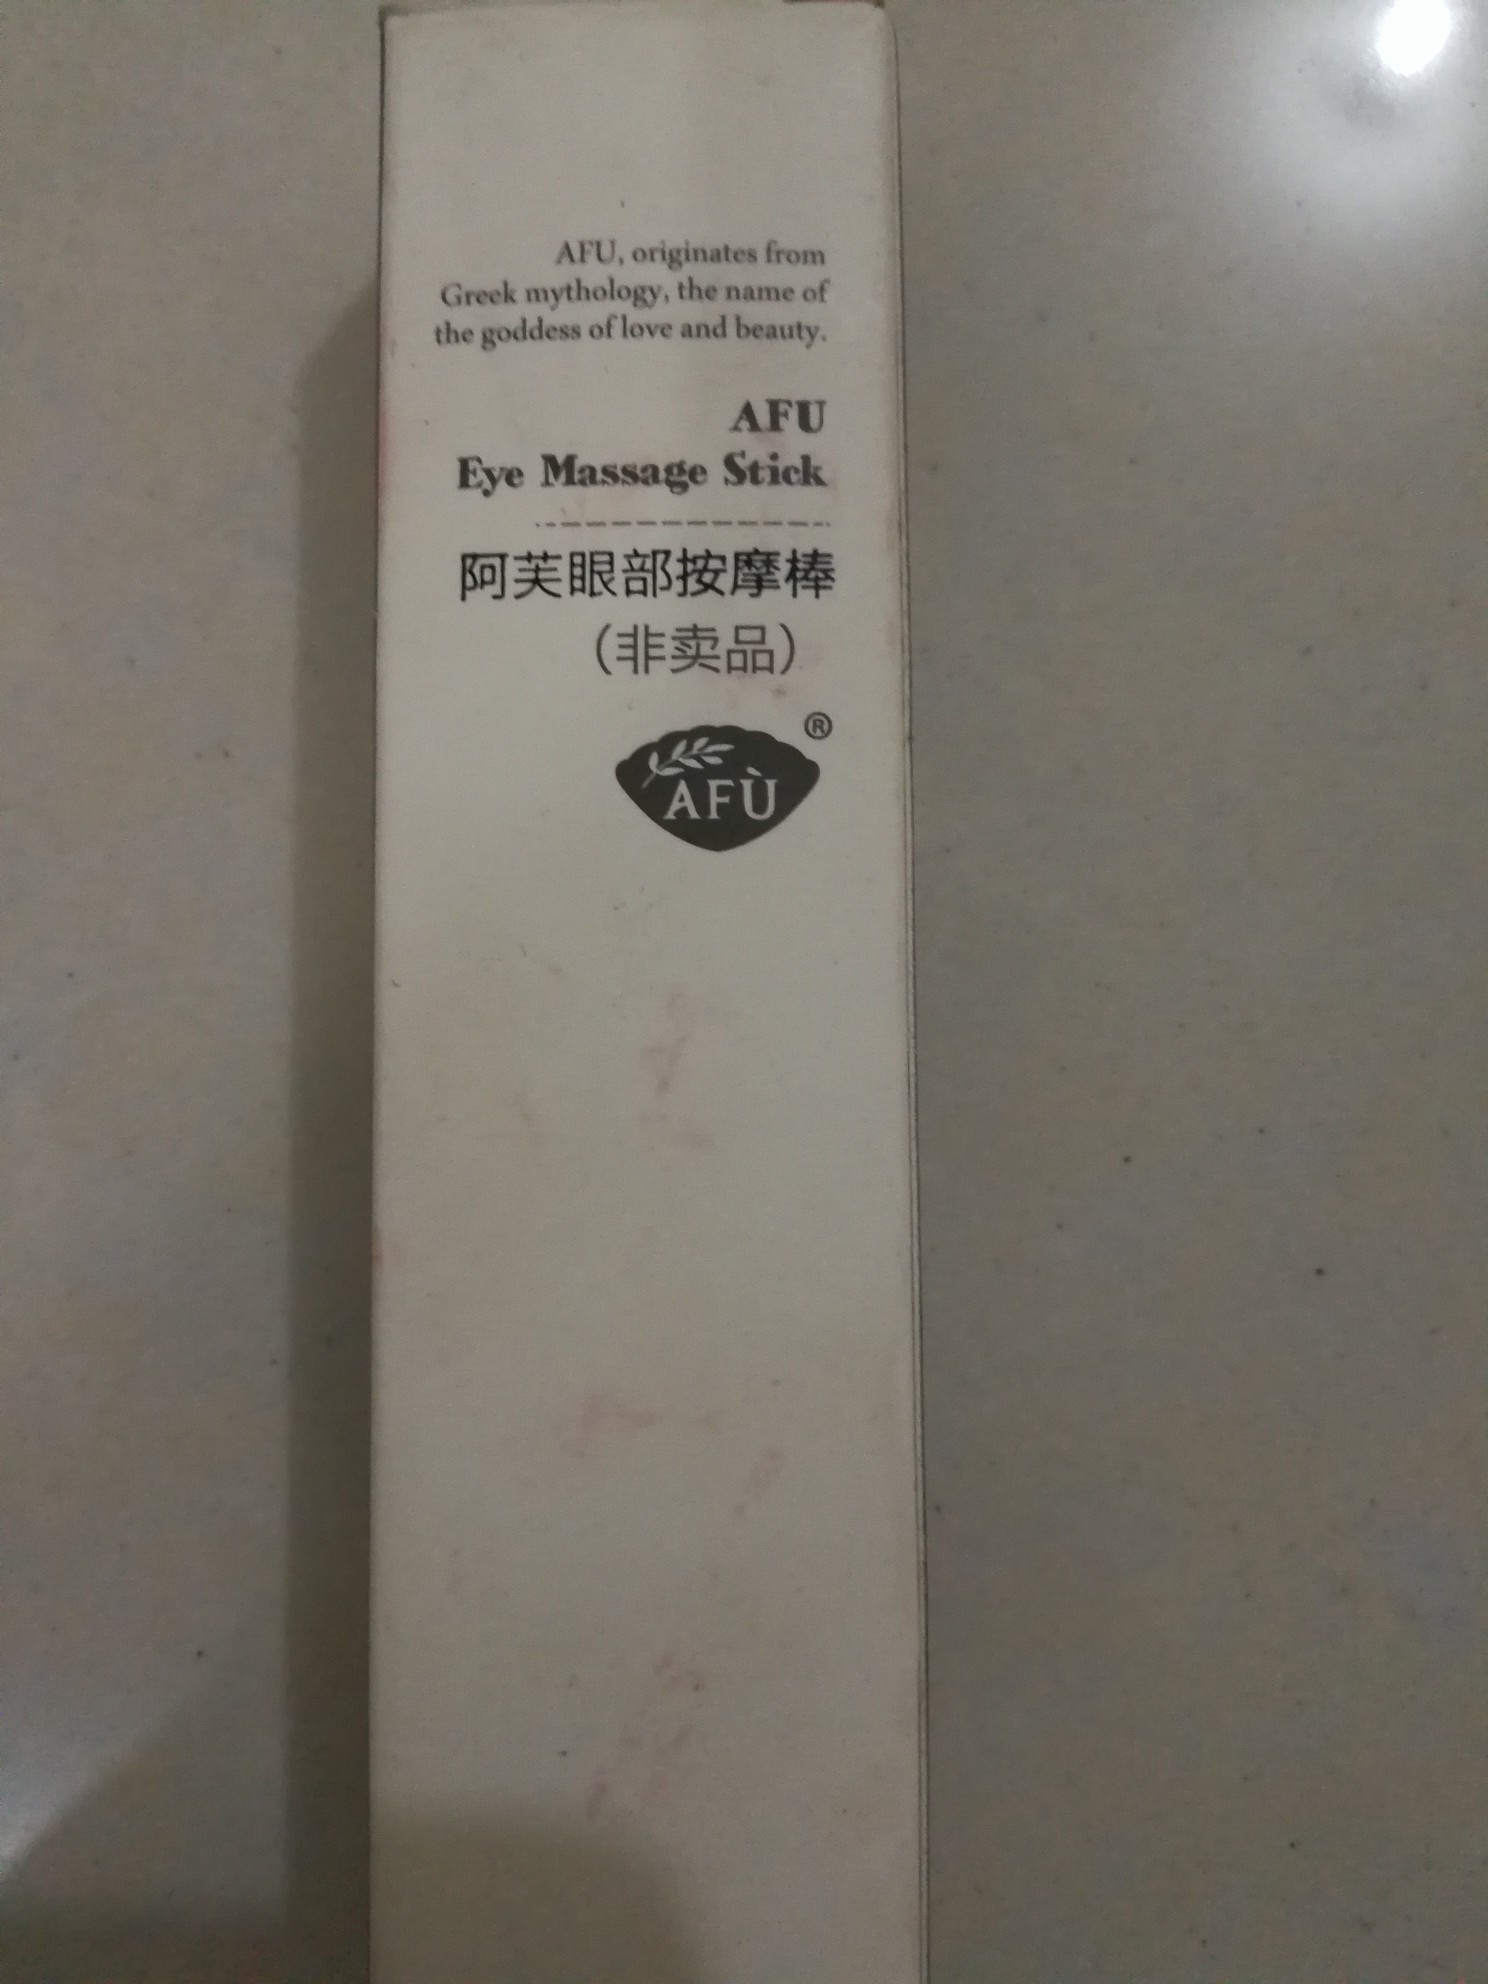 AFU, originates from
Greek mythology, the name of
the goddess of love and beauty.
AFU
Eye Massage Stick
阿芙眼部按摩棒
（非卖品）
®
AFÙ